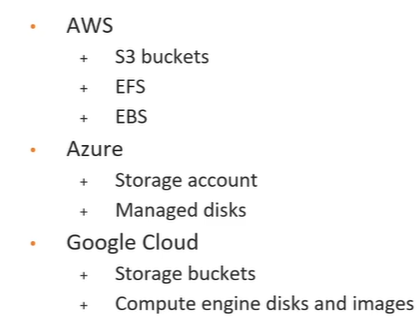 • AWS
+ S3 buckets
+ EFS
+ EBS
• Azure
+ Storage account
+ Managed disks
• Google Cloud
+ Storage buckets
+ Compute engine disks and images